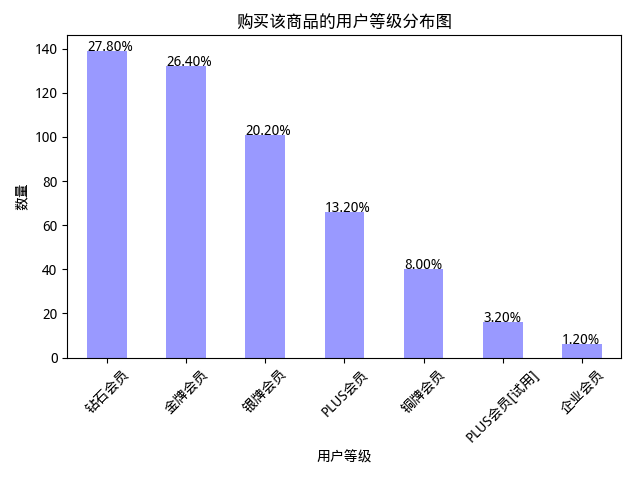 购买该商品的用户等级分布图
数量
140
120
100
80
60
40
20
0
27.80%
26.40%
20.20%
13.20%
8.00%
3.20%
1.20%
钻石会员
金牌会员
银牌会员
PLUS会员
铜牌会员
PLUS会员[试用]
企业会员
用户等级